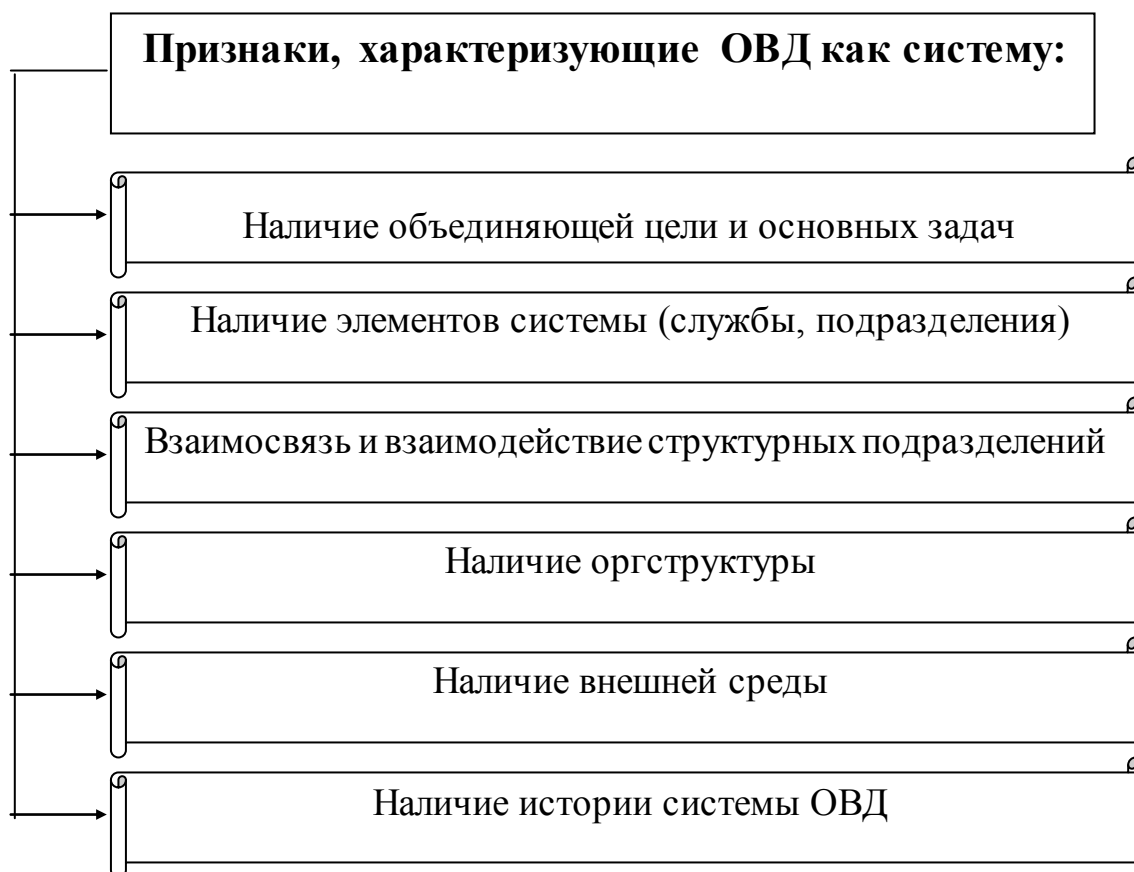 Признаки, характеризующие ОВД как систему:
Наличие объединяющей цели и основных задач
Наличие элементов системы (службы, подразделения)
Взаимосвязь и взаимодействие структурных подразделений
Наличие оргструктуры
Наличие внешней среды
Наличие истории системы ОВД